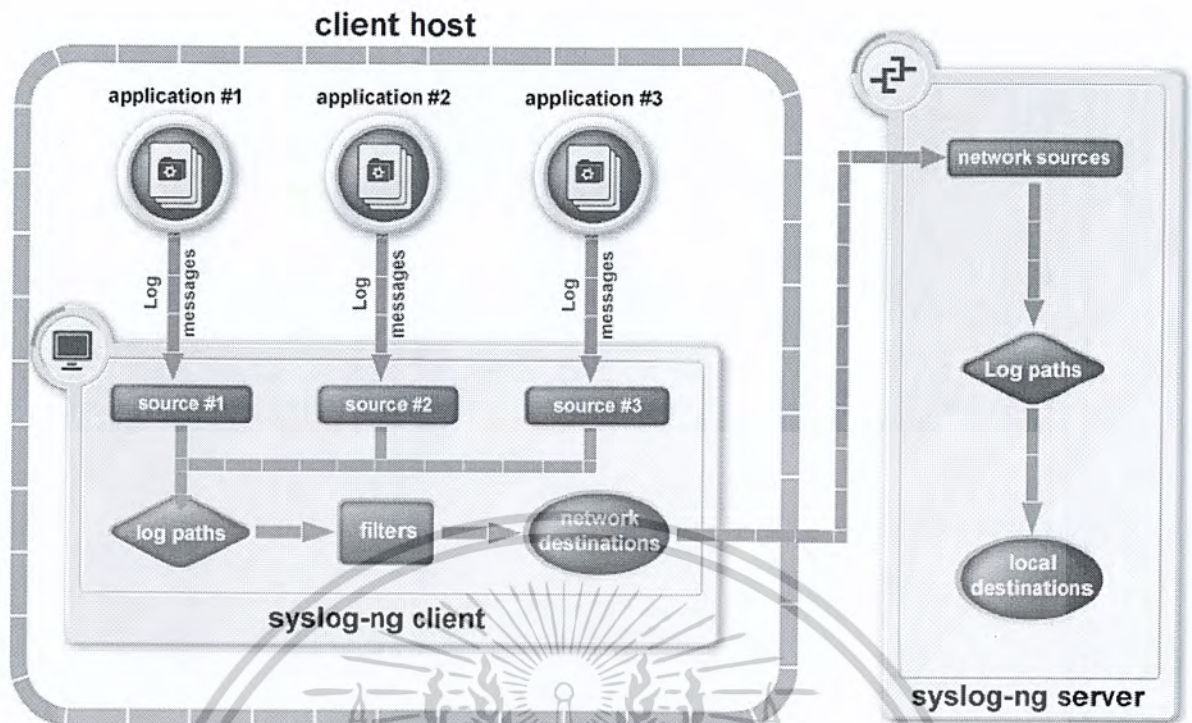 client host
application #1
application #2
application #3
Log
messages
Log
messages
Log
messages
source #1
source #2
source #3
log paths
filters
network
destinations
syslog-ng client
network sources
Log paths
local
destinations
syslog-ng server